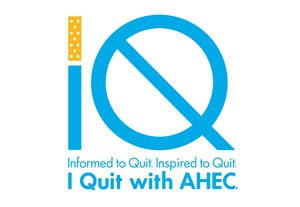 iQ
Informed to Quit. Inspired to Quit.
I Quit with AHEC.